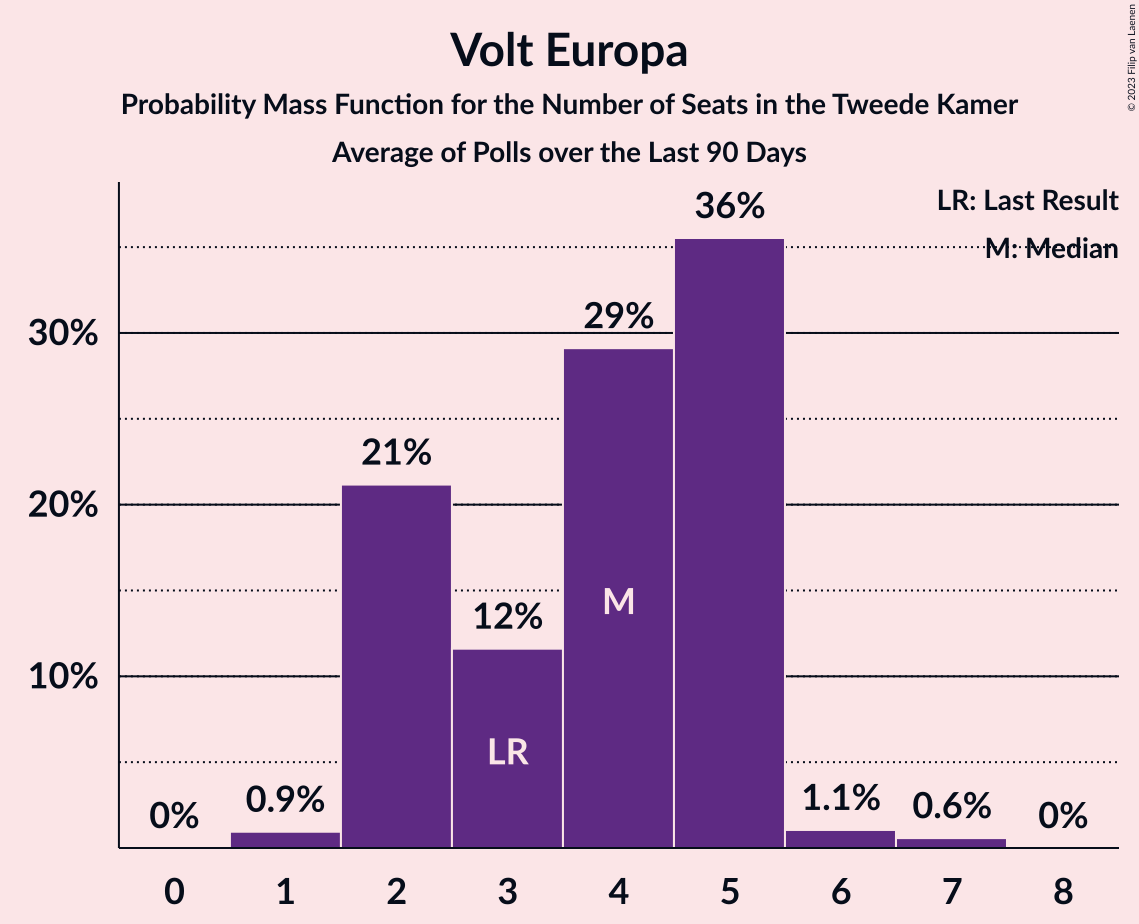 Volt Europa
Probability Mass Function for the Number of Seats in the Tweede Kamer
Average of Polls over the Last 90 Days
© 2023 Filip van Laenen
LR: Last Result
M: Median
36%
29%
30%
21%
20%
12%
M
10%
LR
0%
0.9%
1.1%
0.6%
0%
0 1 2 3 4 5 6 7 8